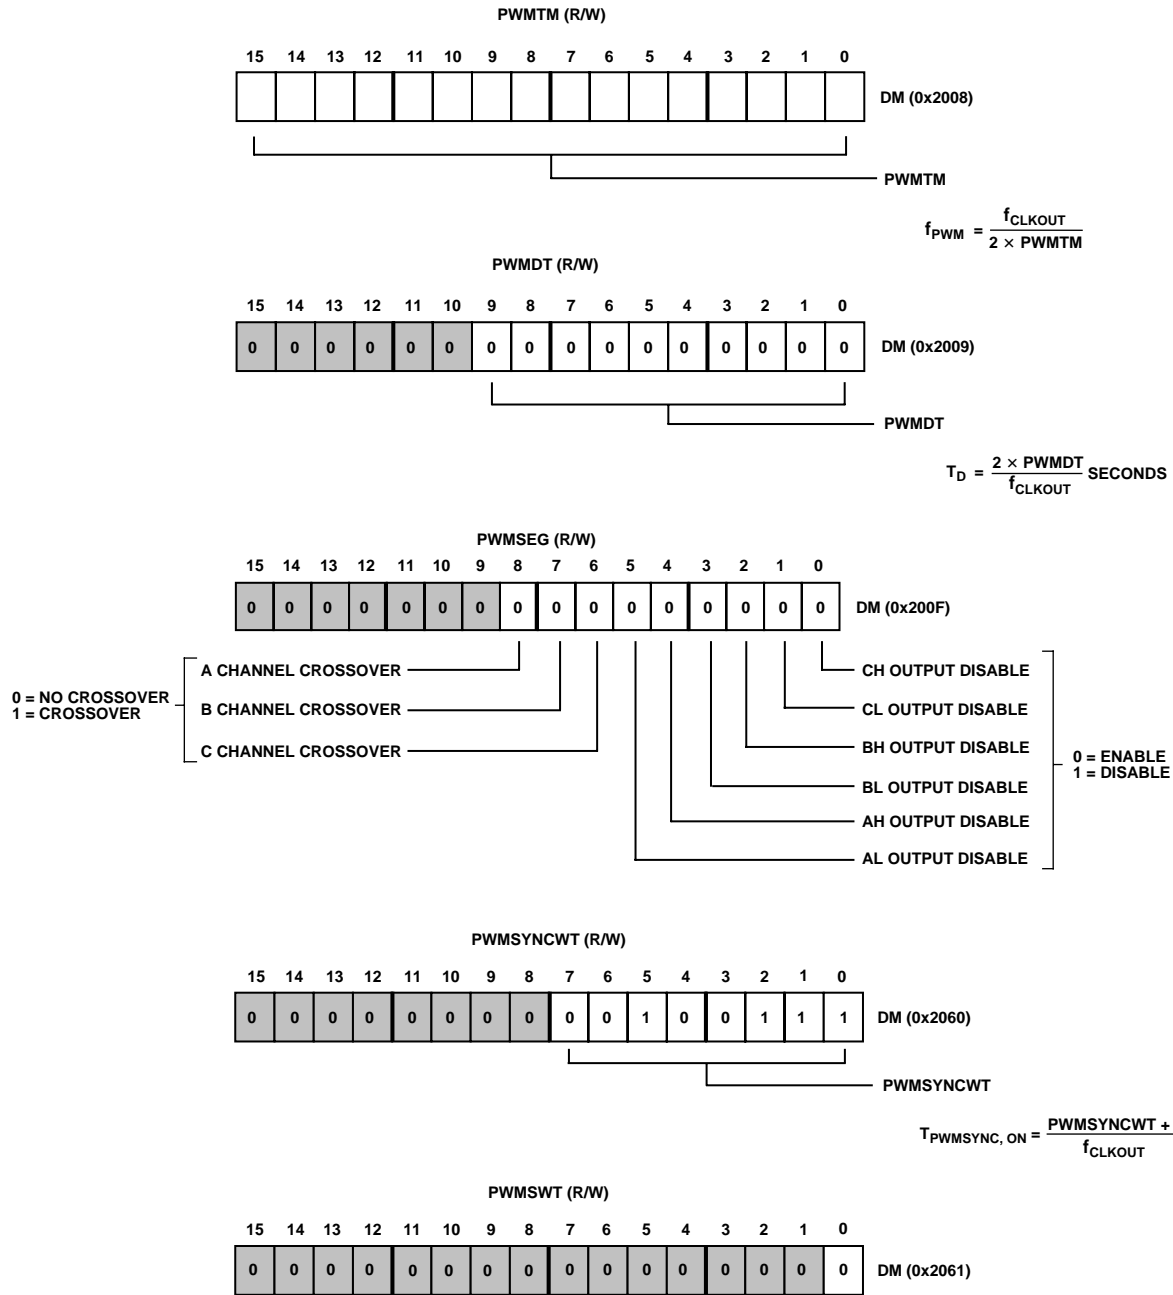 PWMTM (R/W)
15 14 13 12 11 10 9 8 7 6 5 4 3 2 1 0
DM (0x2008)
PWMTM
fPWM = fCLKOUT / 2 × PWMTM
PWMDT (R/W)
15 14 13 12 11 10 9 8 7 6 5 4 3 2 1 0
0 0 0 0 0 0 0 0 0 0 0 0 0 0 0 0 DM (0x2009)
PWMDT
TD = 2 × PWMDT / fCLKOUT SECONDS
PWMSEG (R/W)
15 14 13 12 11 10 9 8 7 6 5 4 3 2 1 0
0 0 0 0 0 0 0 0 0 0 0 0 0 0 0 0 DM (0x200F)
A CHANNEL CROSSOVER
B CHANNEL CROSSOVER
C CHANNEL CROSSOVER
0 = NO CROSSOVER
1 = CROSSOVER
CH OUTPUT DISABLE
CL OUTPUT DISABLE
BH OUTPUT DISABLE
BL OUTPUT DISABLE
AH OUTPUT DISABLE
AL OUTPUT DISABLE
0 = ENABLE
1 = DISABLE
PWMSYNCWT (R/W)
15 14 13 12 11 10 9 8 7 6 5 4 3 2 1 0
0 0 0 0 0 0 0 0 0 0 1 0 0 1 1 1 DM (0x2060)
PWMSYNCWT
TPWMSYNC, ON = PWMSYNCWT + / fCLKOUT
PWMSWT (R/W)
15 14 13 12 11 10 9 8 7 6 5 4 3 2 1 0
0 0 0 0 0 0 0 0 0 0 0 0 0 0 0 0 DM (0x2061)